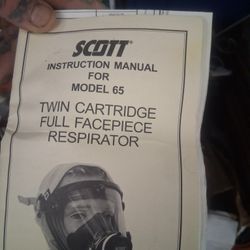 SCOTT
INSTRUCTION MANUAL
FOR
MODEL 65
TWIN CARTRIDGE
FULL FACEPIECE
RESPIRATOR